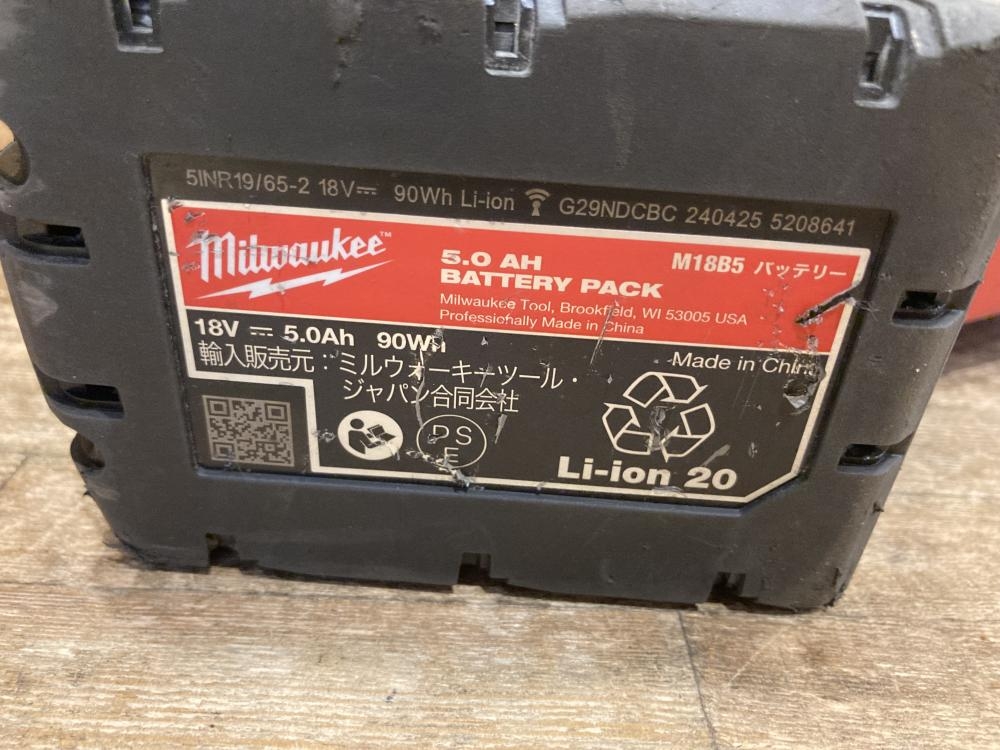 5INR19/65-2 18V⎓ 90Wh Li-ion G29NDCBC 240425 5208641
Milwaukee™
5.0 AH
BATTERY PACK
M18B5 バッテリー
Milwaukee Tool, Brookfield, WI 53005 USA
Professionally Made in China
18V ⎓ 5.0Ah 90Wh
Made in China
輸入販売元：ミルウォーキーツール・
ジャパン合同会社
PS
E
Li-ion 20